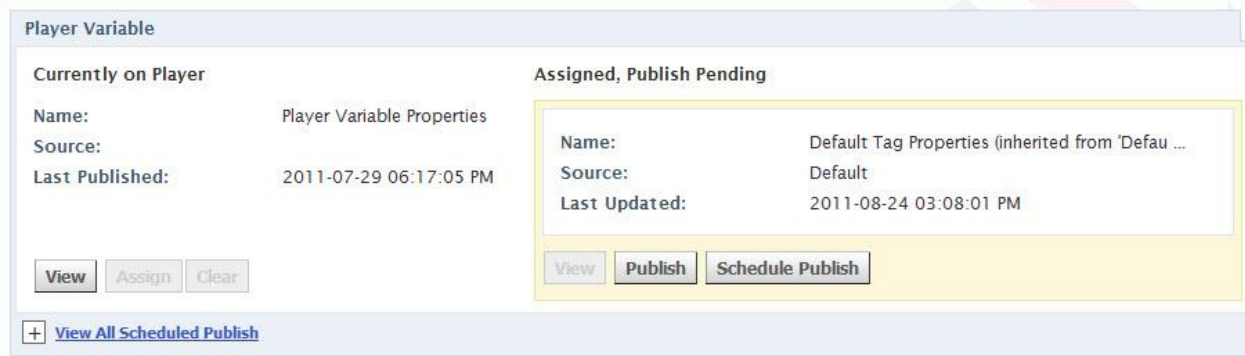 Player Variable
Currently on Player
Name: Player Variable Properties
Source:
Last Published: 2011-07-29 06:17:05 PM
View Assign Clear
Assigned, Publish Pending
Name: Default Tag Properties (inherited from 'Defau ...
Source: Default
Last Updated: 2011-08-24 03:08:01 PM
View Publish Schedule Publish
+ View All Scheduled Publish